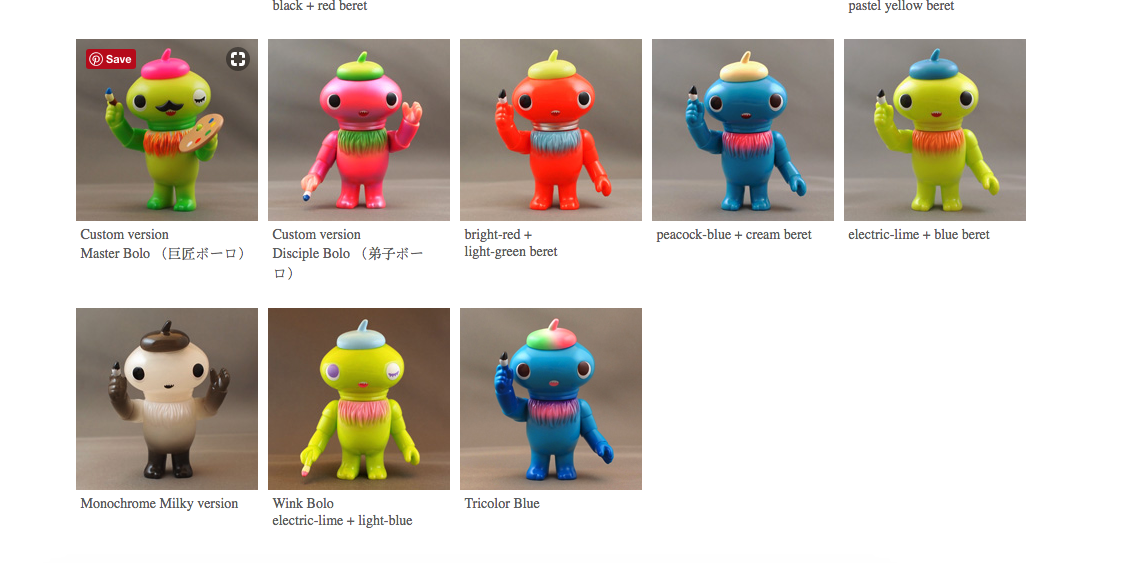 black + red beret
pastel yellow beret
Save
Custom version
Master Bolo （巨匠ボーロ）
Custom version
Disciple Bolo （弟子ボー
ロ）
bright-red +
light-green beret
peacock-blue + cream beret
electric-lime + blue beret
Monochrome Milky version
Wink Bolo
electric-lime + light-blue
Tricolor Blue